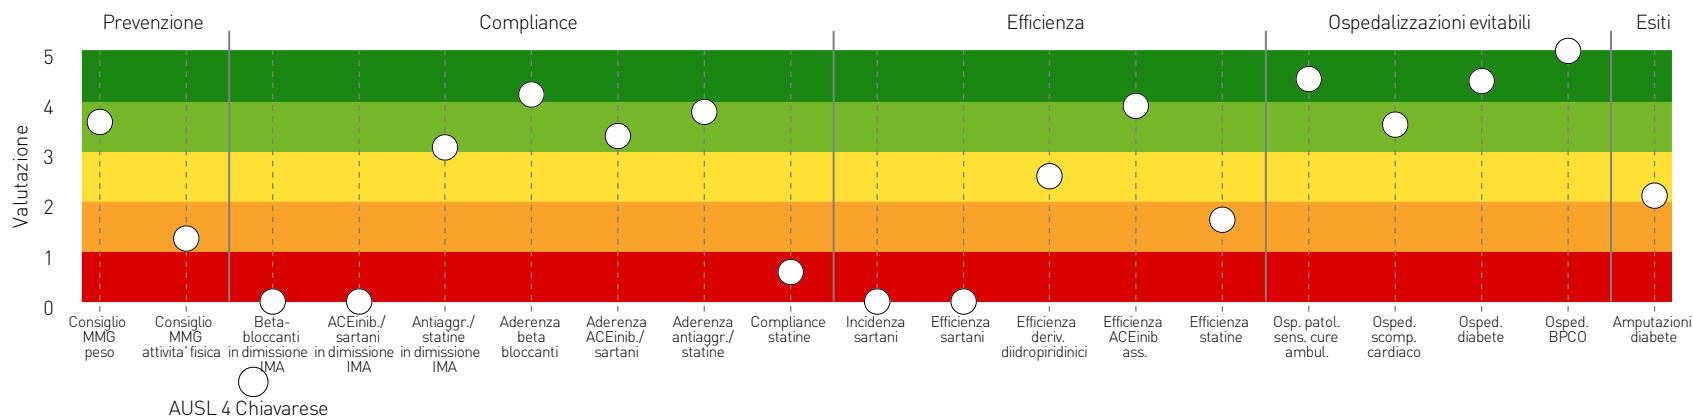 Prevenzione Compliance Efficienza Ospedalizzazioni evitabili Esiti
Valutazione
5
4
3
2
1
0
Consiglio
MMG
peso
Consiglio
MMG
attivita' fisica
Beta-
bloccanti
in dimissione
IMA
ACEinib./
sartani
in dimissione
IMA
Antiaggr./
statine
in dimissione
IMA
Aderenza
beta
bloccanti
Aderenza
ACEinib./
sartani
Aderenza
antiaggr./
statine
Compliance
statine
Incidenza
sartani
Efficienza
sartani
Efficienza
deriv.
diidropiridinici
Efficienza
ACEinib
ass.
Efficienza
statine
Osp. patol.
sens. cure
ambul.
Osped.
scomp.
cardiaco
Osped.
diabete
Osped.
BPCO
Amputazioni
diabete
AUSL 4 Chiavarese